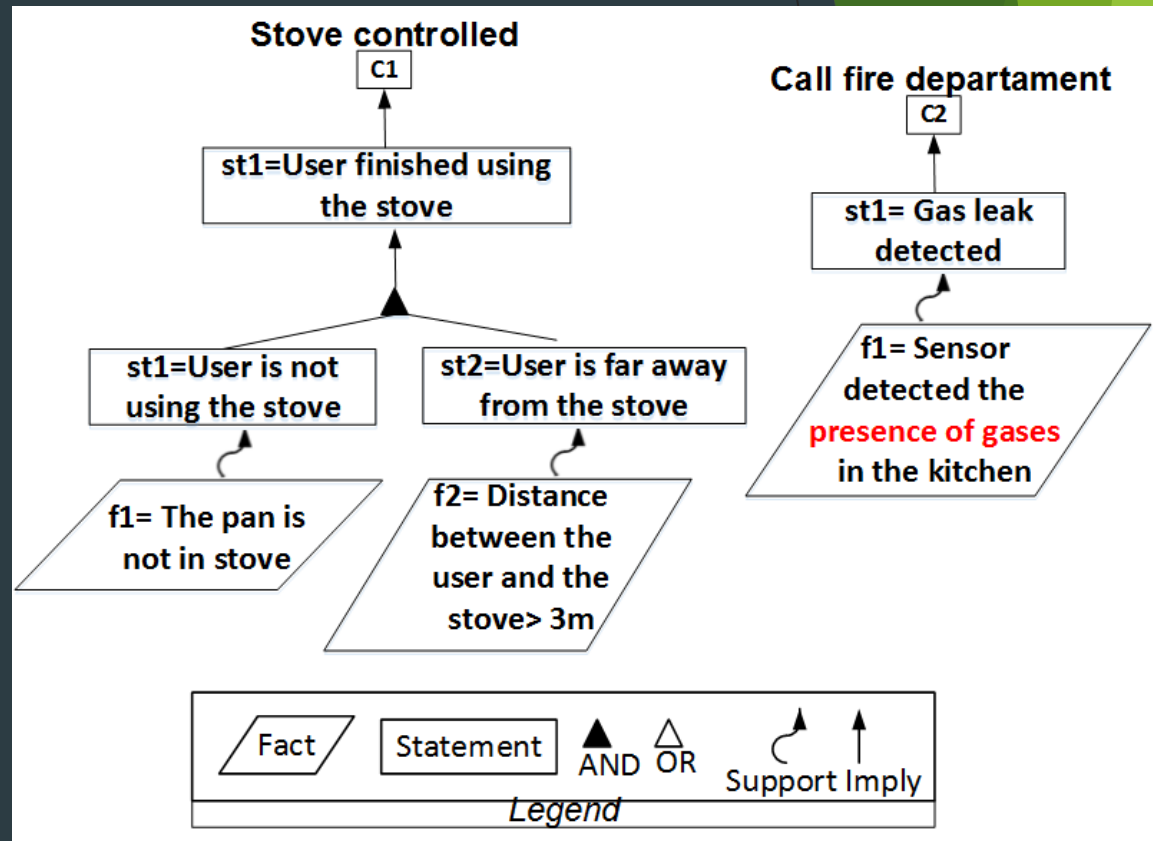 Stove controlled
C1
st1=User finished using
the stove
st1=User is not
using the stove
st2=User is far away
from the stove
f1= The pan is
not in stove
f2= Distance
between the
user and the
stove> 3m
Call fire departament
C2
st1= Gas leak
detected
f1= Sensor
detected the
presence of gases
in the kitchen
Fact
Statement
AND OR
Support Imply
Legend